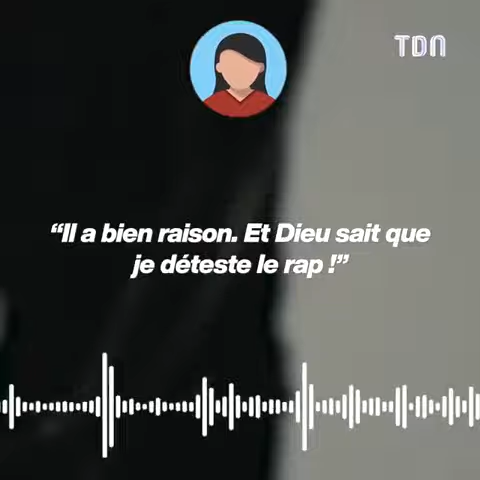 TDN
“Il a bien raison. Et Dieu sait que
je déteste le rap !”